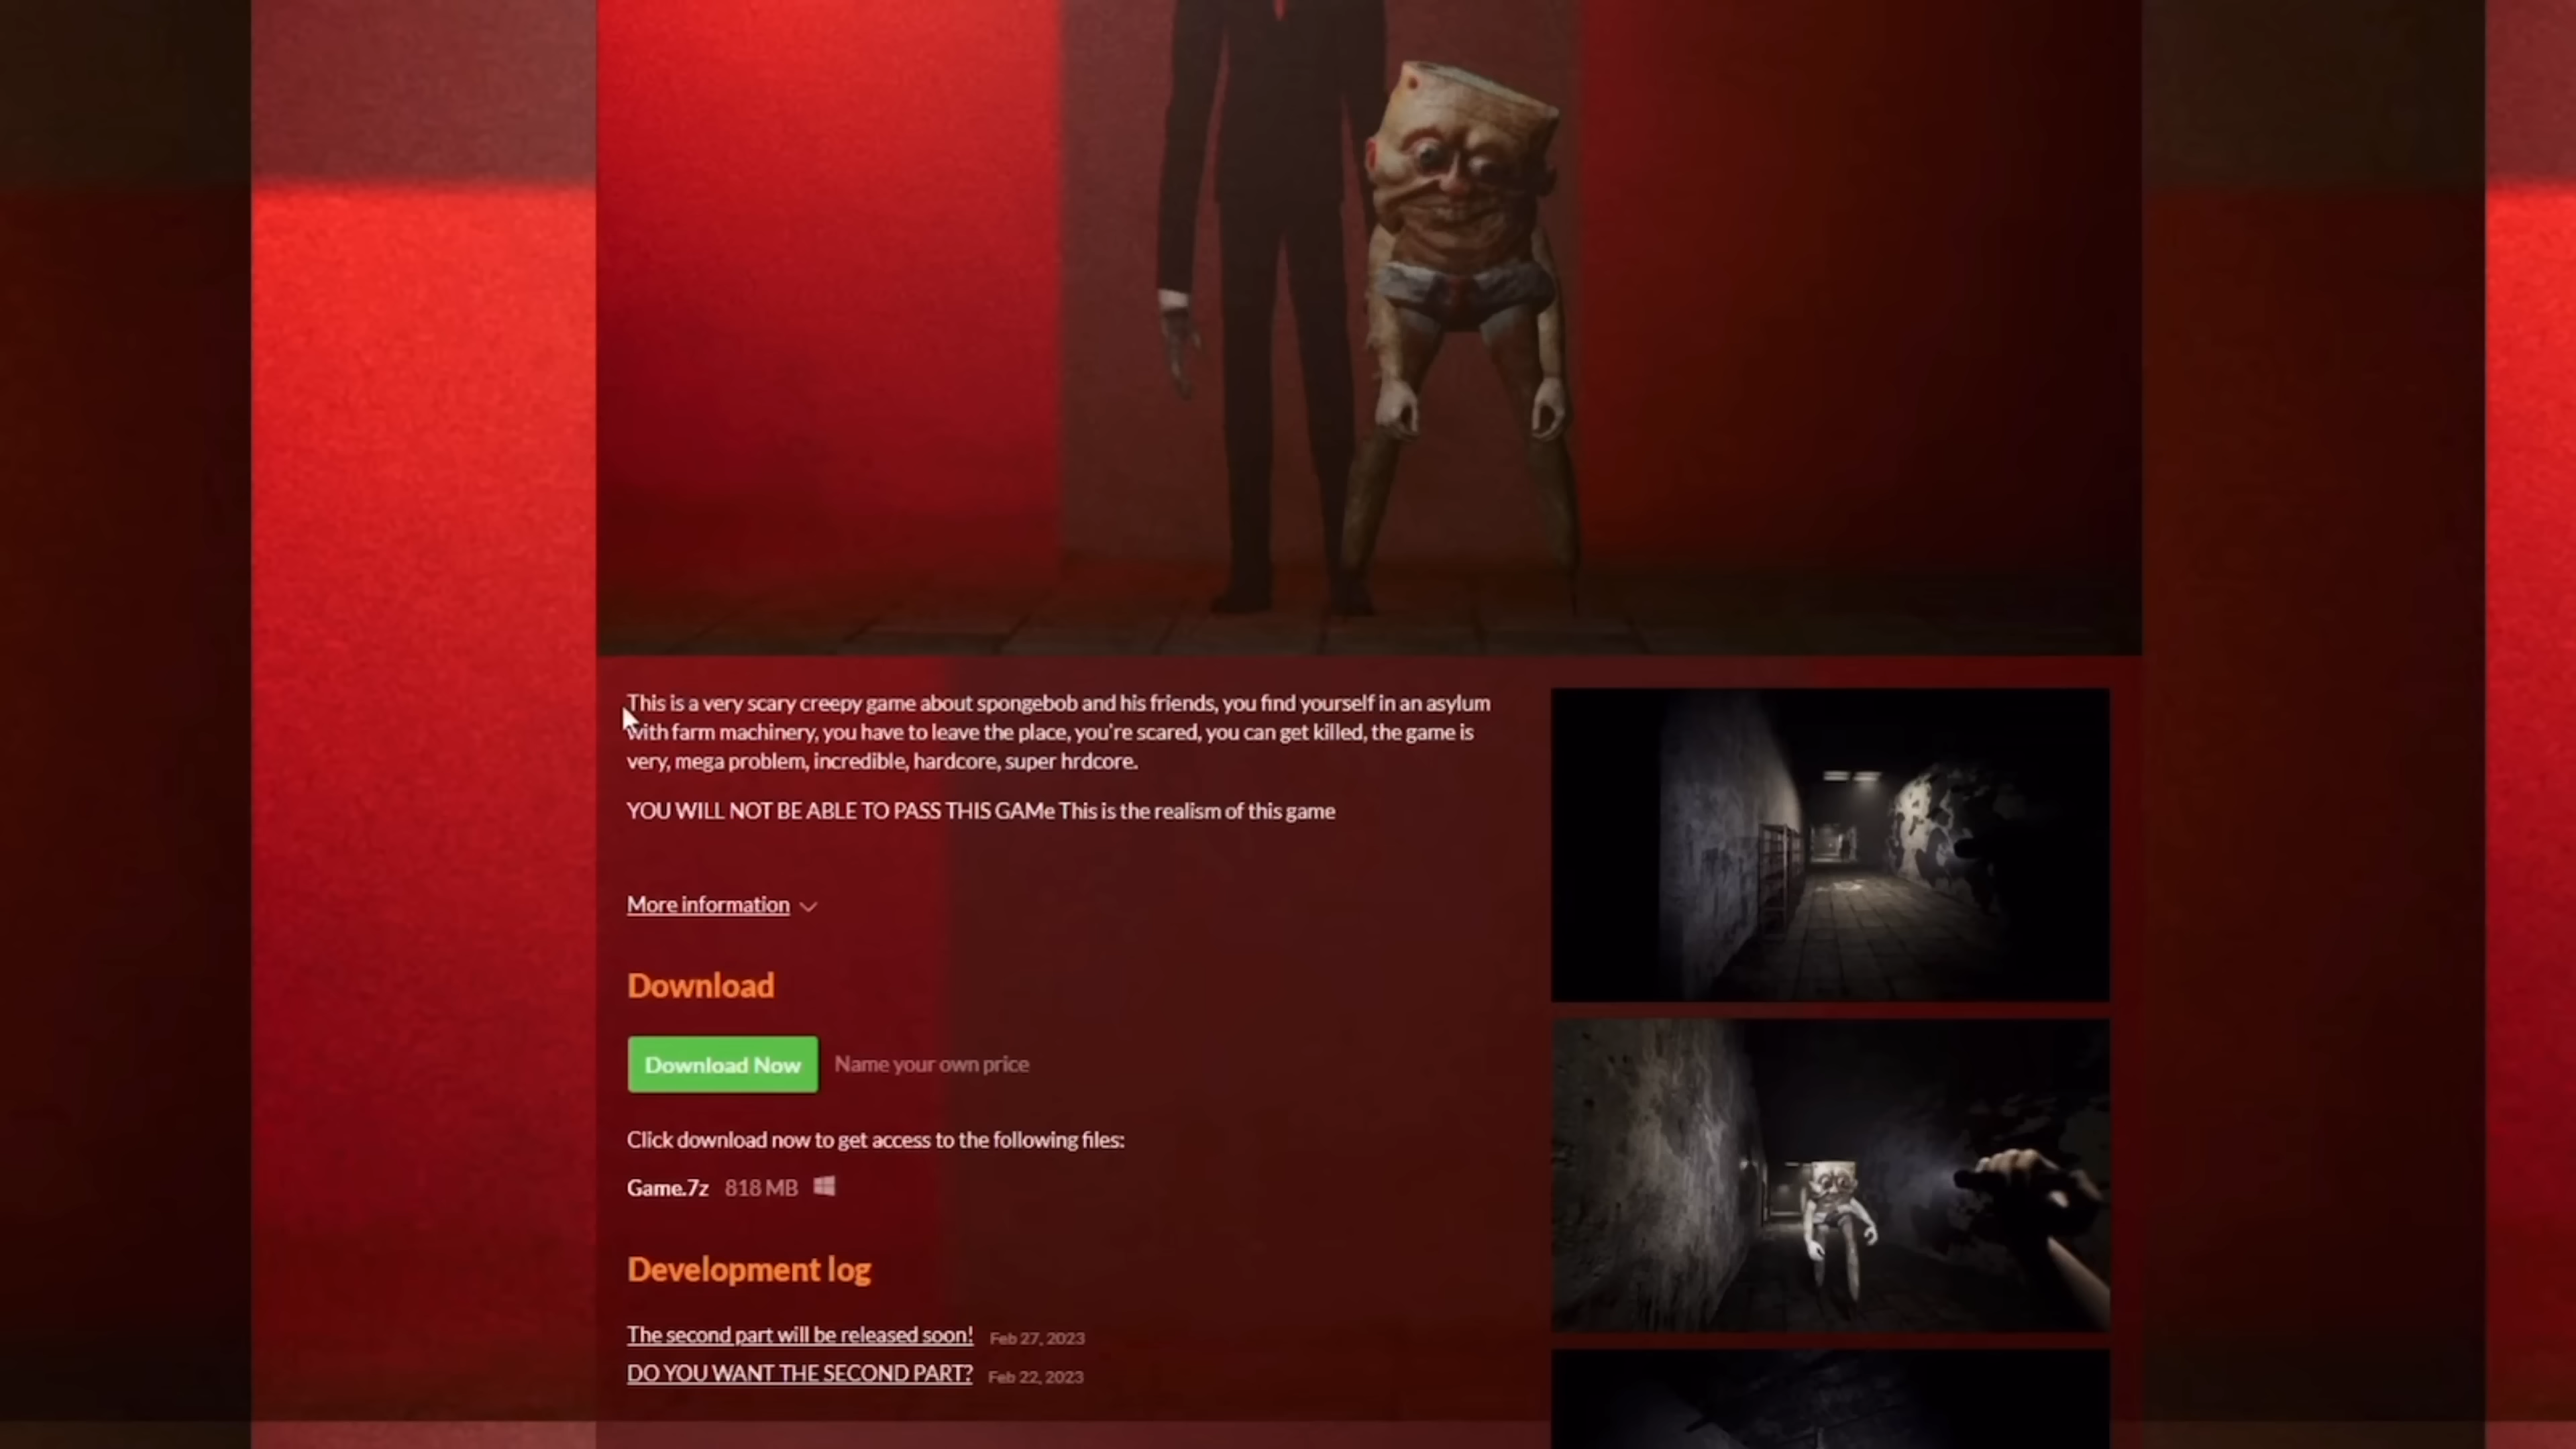 This is a very scary creepy game about spongebob and his friends, you find yourself in an asylum
with farm machinery, you have to leave the place, you're scared, you can get killed, the game is
very, mega problem, incredible, hardcore, super hrdcore.
YOU WILL NOT BE ABLE TO PASS THIS GAMe This is the realism of this game
More information
Download
Download Now Name your own price
Click download now to get access to the following files:
Game.7z 818 MB
Development log
The second part will be released soon! Feb 27, 2023
DO YOU WANT THE SECOND PART? Feb 22, 2023